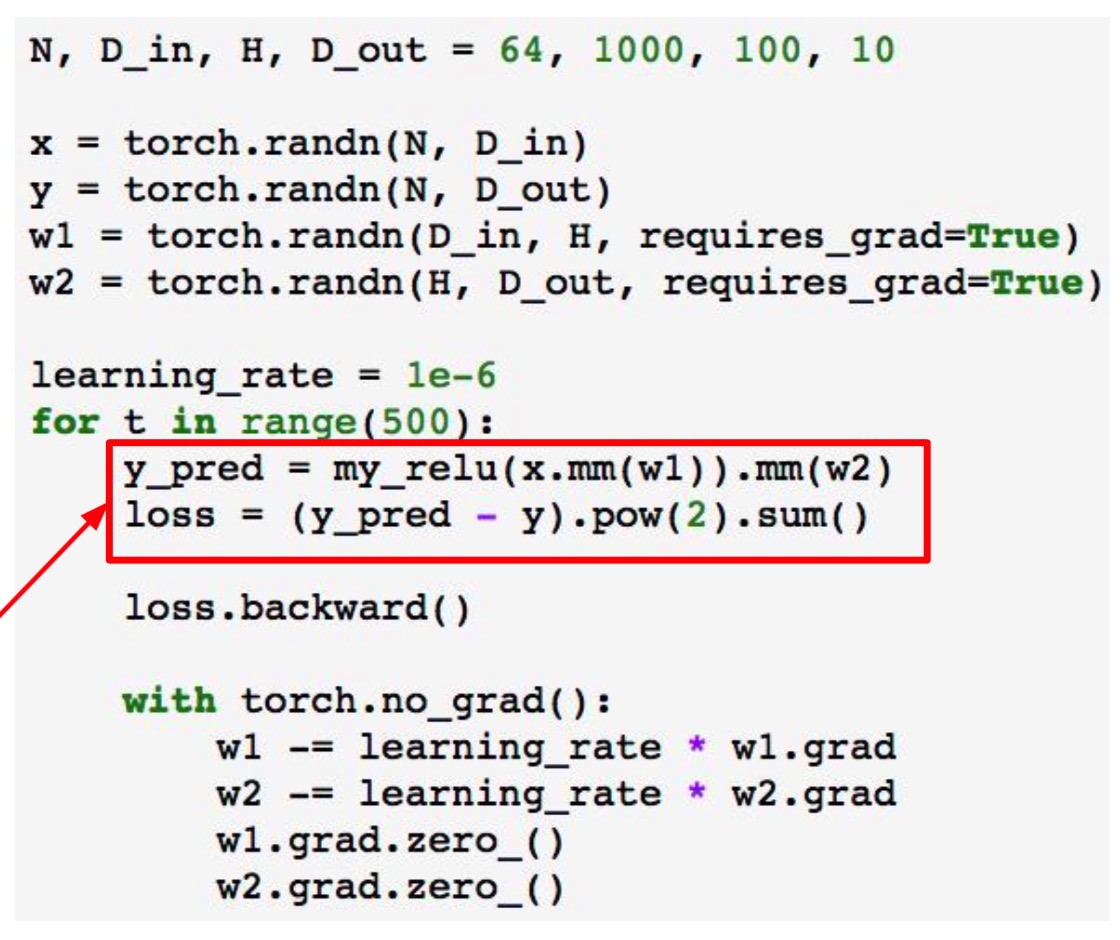 N, D_in, H, D_out = 64, 1000, 100, 10
x = torch.randn(N, D_in)
y = torch.randn(N, D_out)
w1 = torch.randn(D_in, H, requires_grad=True)
w2 = torch.randn(H, D_out, requires_grad=True)
learning_rate = 1e-6
for t in range(500):
    y_pred = my_relu(x.mm(w1)).mm(w2)
    loss = (y_pred - y).pow(2).sum()
    loss.backward()
    with torch.no_grad():
        w1 -= learning_rate * w1.grad
        w2 -= learning_rate * w2.grad
        w1.grad.zero_()
        w2.grad.zero_()